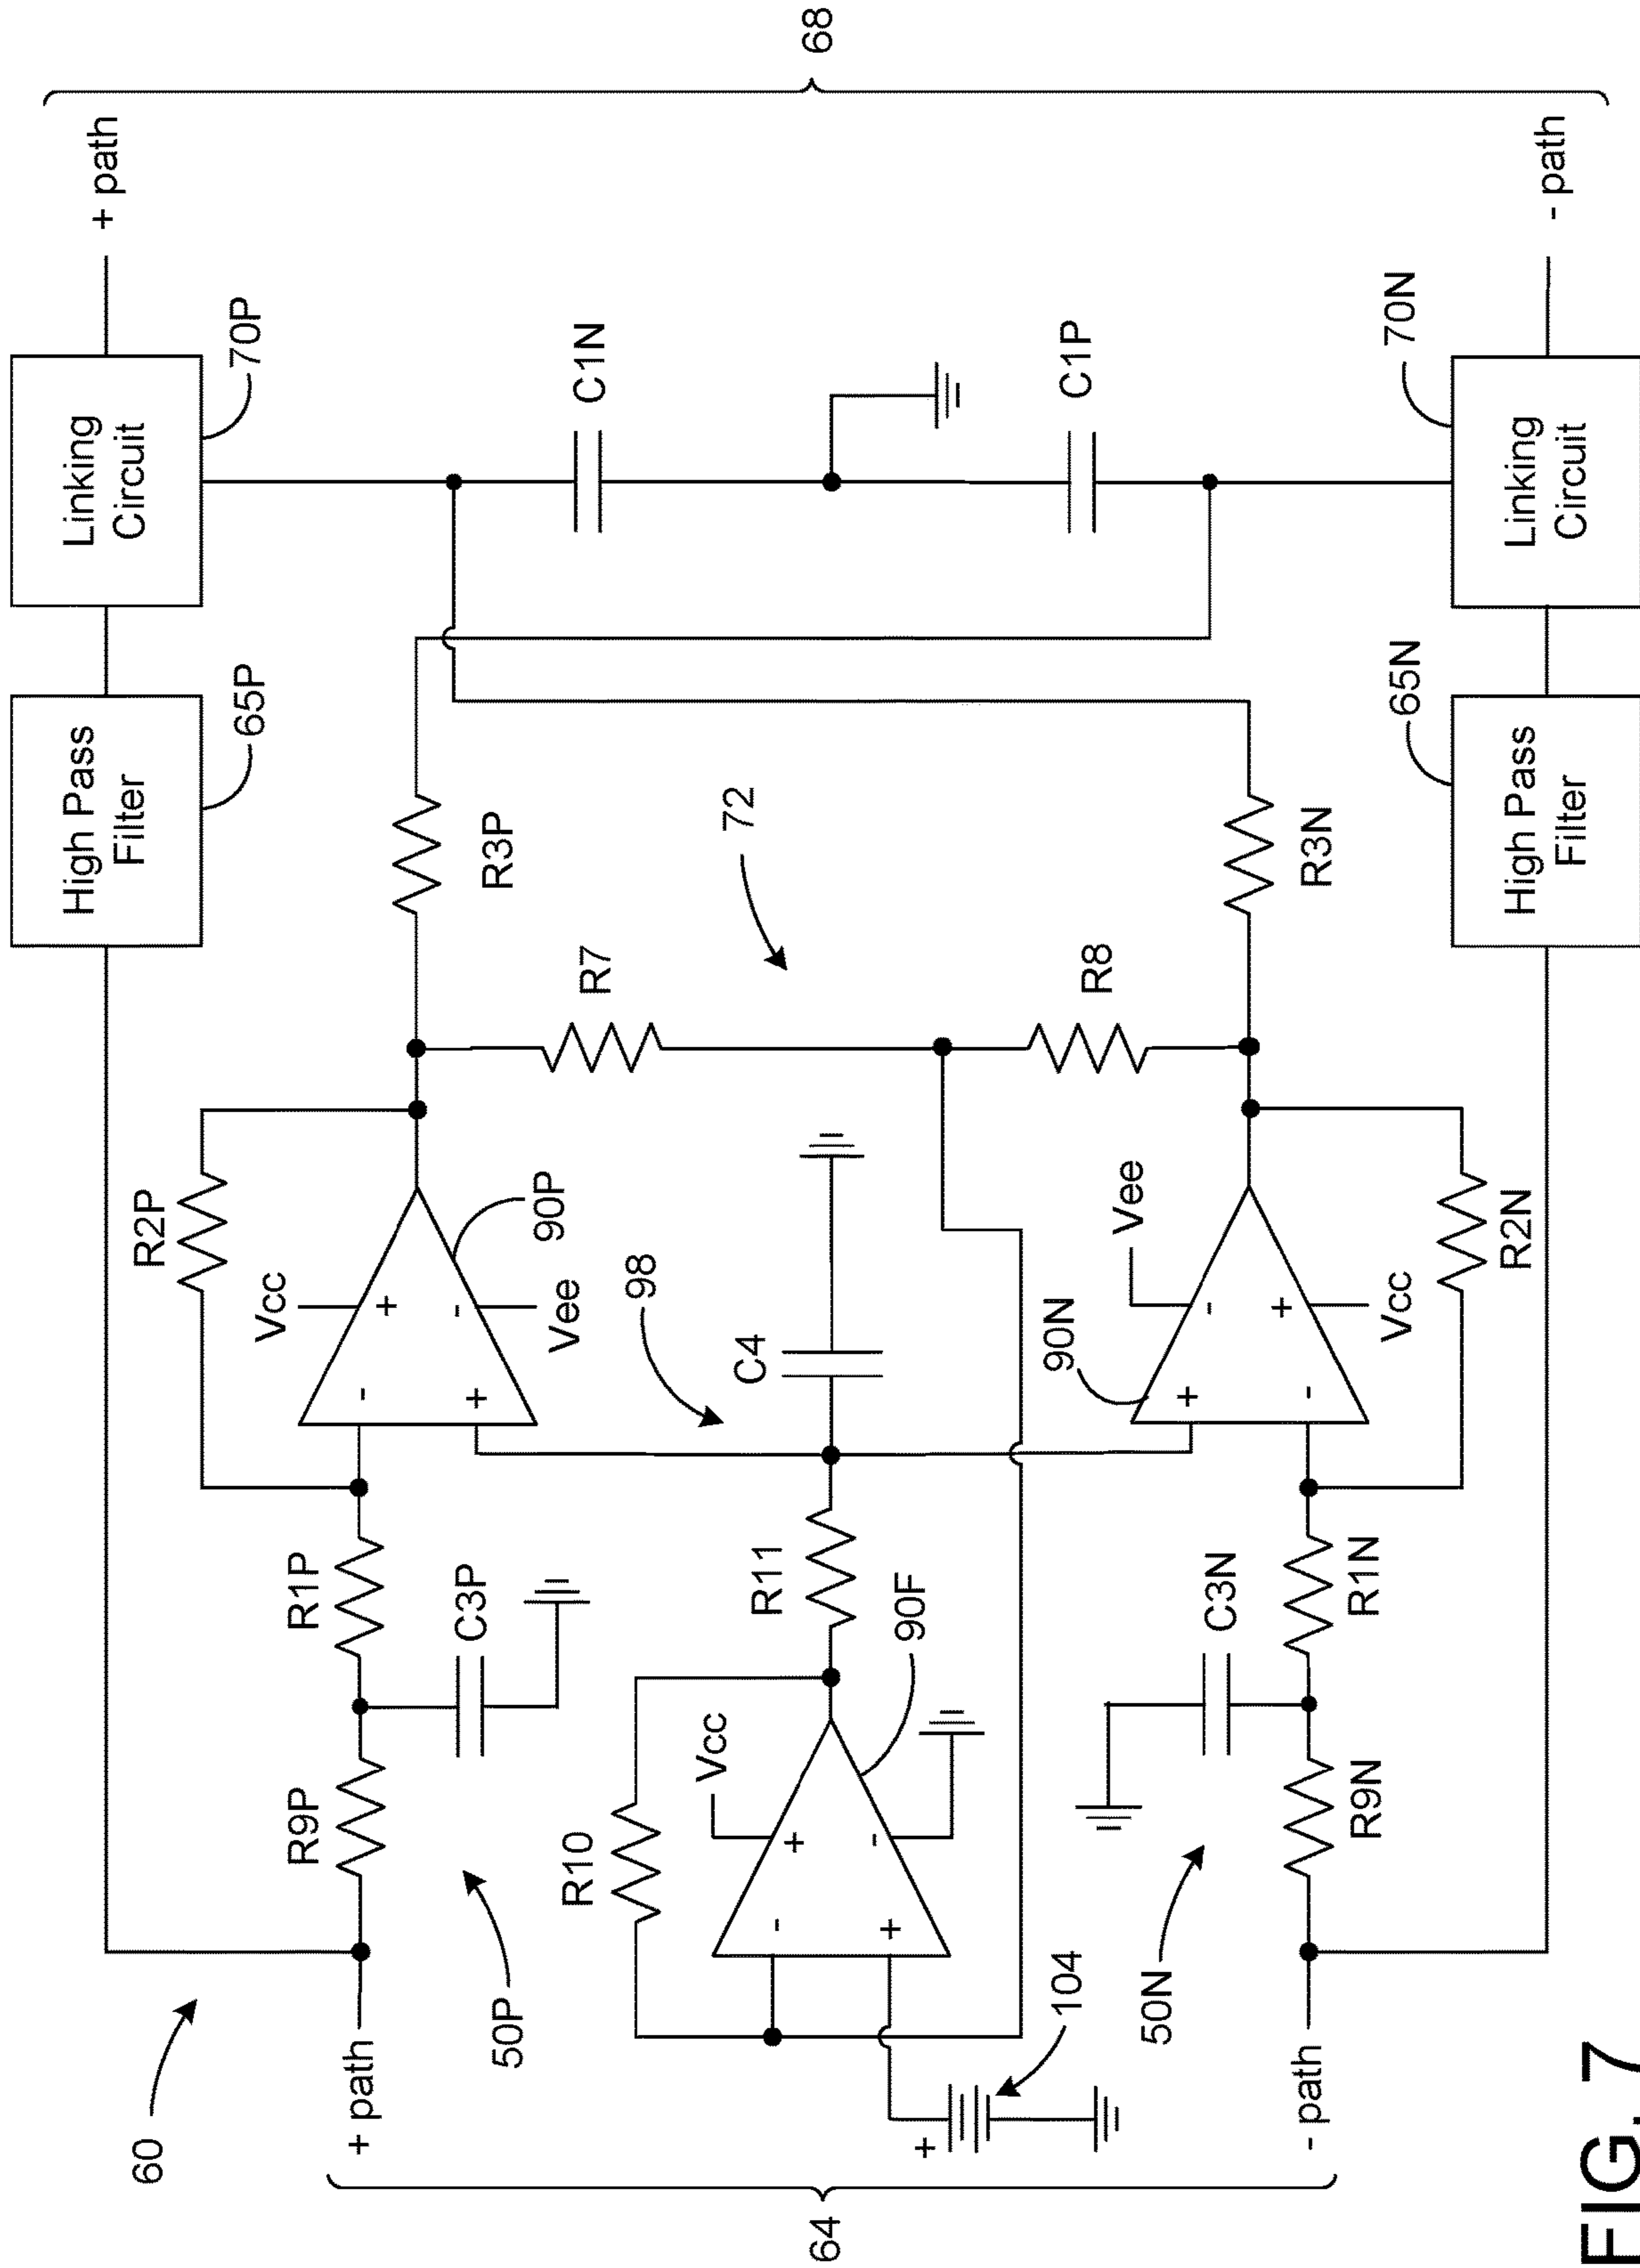 60
+ path
64
- path
R9P
50P
C3P
R1P
R2P
Vcc
-
+
+
-
Vee
90P
High Pass
Filter
65P
Linking
Circuit
70P
+ path
68
R10
Vcc
-
+
+
-
90F
104
+
R11
98
C4
R7
72
R8
R3P
R3N
C1N
C1P
50N
R9N
C3N
R1N
90N
Vee
+
-
-
+
Vcc
R2N
High Pass
Filter
65N
Linking
Circuit
70N
- path
FIG. 7